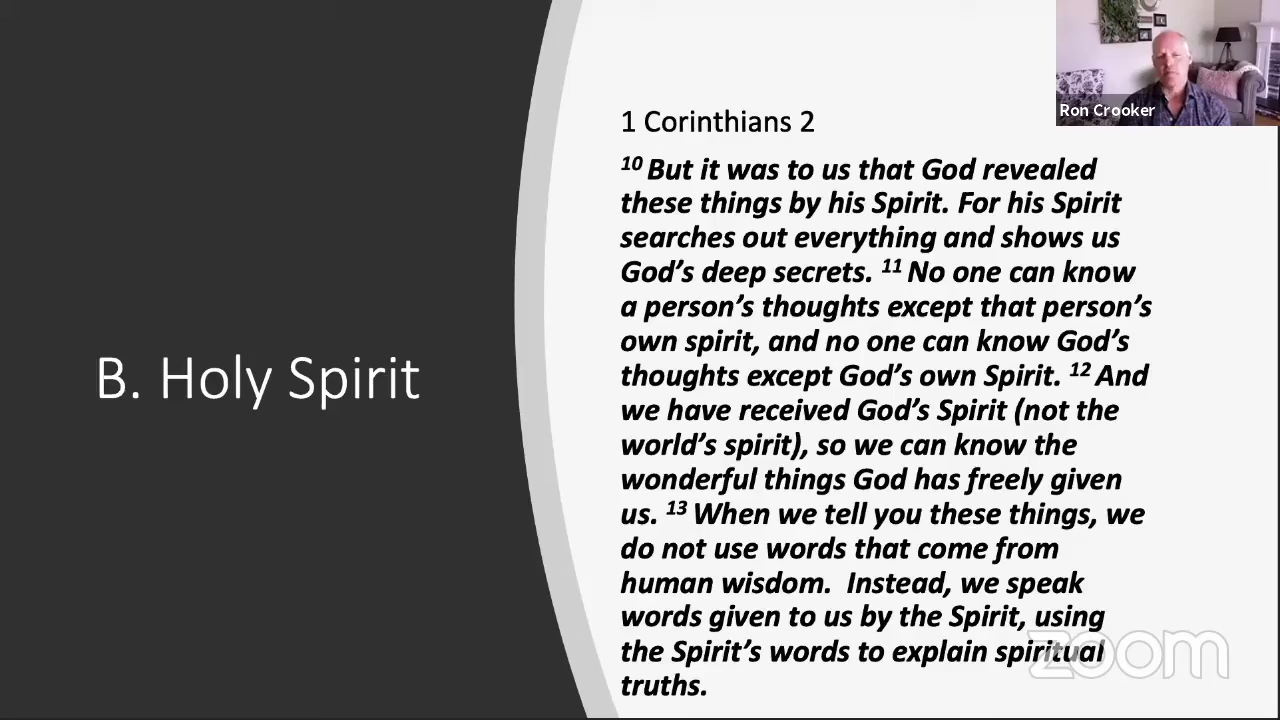 B. Holy Spirit
1 Corinthians 2
10 But it was to us that God revealed
these things by his Spirit. For his Spirit
searches out everything and shows us
God’s deep secrets. 11 No one can know
a person’s thoughts except that person’s
own spirit, and no one can know God’s
thoughts except God’s own Spirit. 12 And
we have received God’s Spirit (not the
world’s spirit), so we can know the
wonderful things God has freely given
us. 13 When we tell you these things, we
do not use words that come from
human wisdom.  Instead, we speak
words given to us by the Spirit, using
the Spirit’s words to explain spiritual
truths.
Ron Crooker
zoom